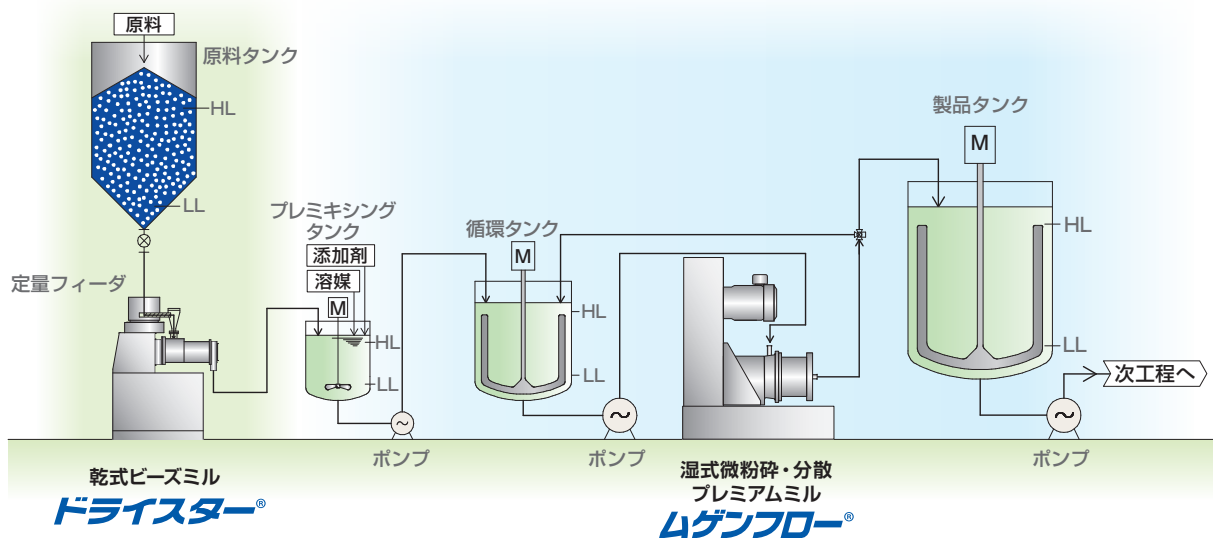 原料
原料タンク
HL
LL
定量フィーダ
プレミキシング
タンク
添加剤
溶媒
M
HL
LL
循環タンク
M
HL
LL
製品タンク
M
HL
LL
次工程へ
ポンプ
ポンプ
ポンプ
乾式ビーズミル
ドライスター®
湿式微粉砕・分散
プレミアムミル
ムゲンフロー®